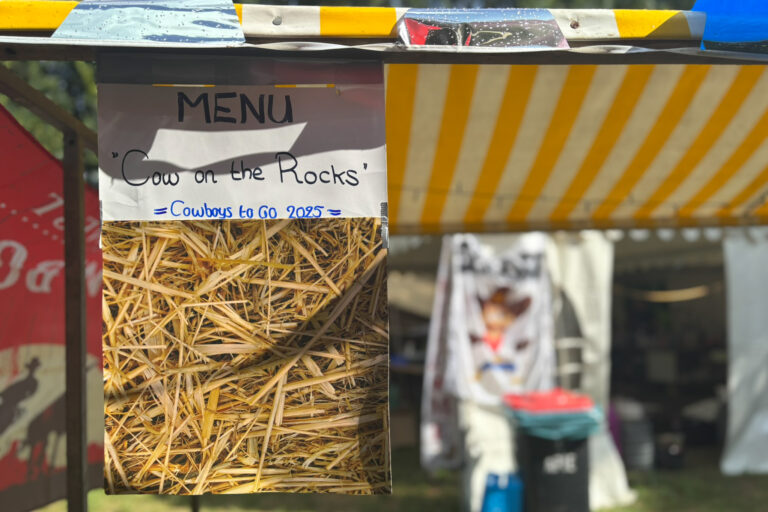 MENU
"Cow on the Rocks"
= Cowboys to Go 2025 =